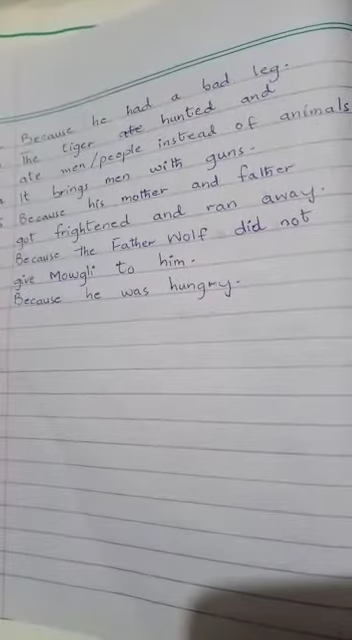 Because he had a bad leg.
The tiger ate hunted and
ate men/people instead of animals
It brings men with guns.
Because his mother and falther
got frightened and ran away.
Because the Father Wolf did not
give Mowgli to him.
Because he was hungry.